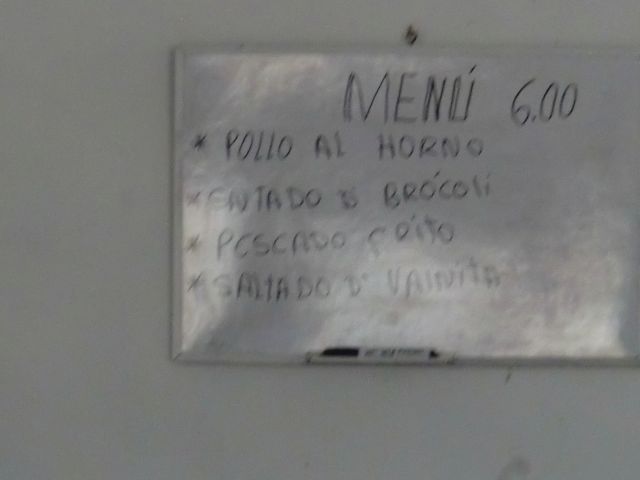 MENÚ 6.00
* POLLO AL HORNO
* SALTADO D' BRÓCOLI
* PESCADO FRITO
* SALTADO D' VAINITA